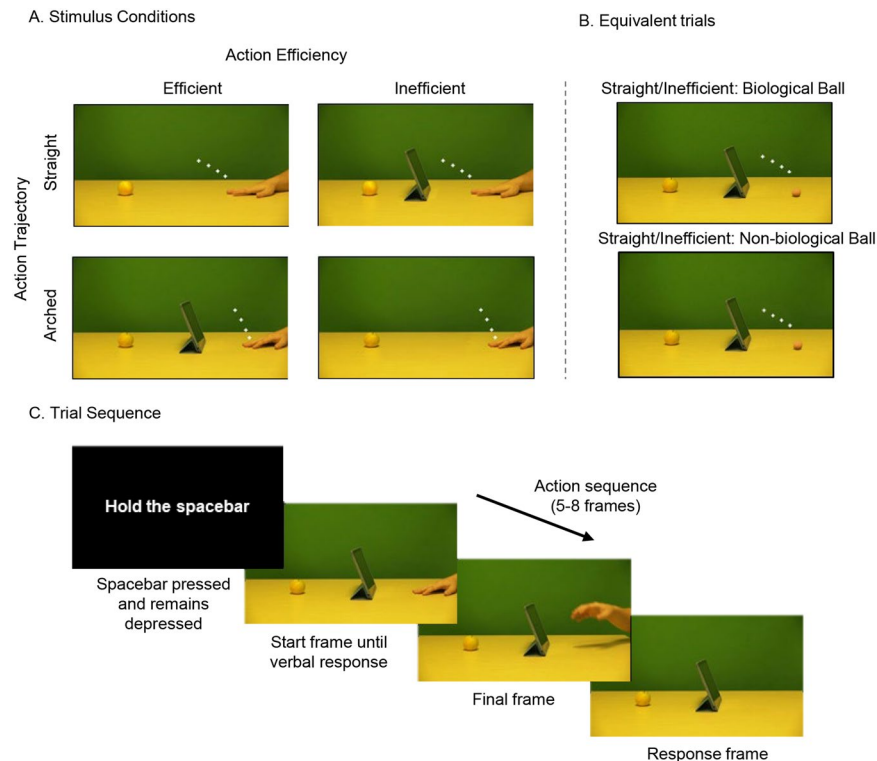 A. Stimulus Conditions
B. Equivalent trials
Action Efficiency
Efficient
Inefficient
Straight/Inefficient: Biological Ball
Action Trajectory
Straight
Straight/Inefficient: Non-biological Ball
Arched
C. Trial Sequence
Hold the spacebar
Action sequence
(5-8 frames)
Spacebar pressed
and remains
depressed
Start frame until
verbal response
Final frame
Response frame